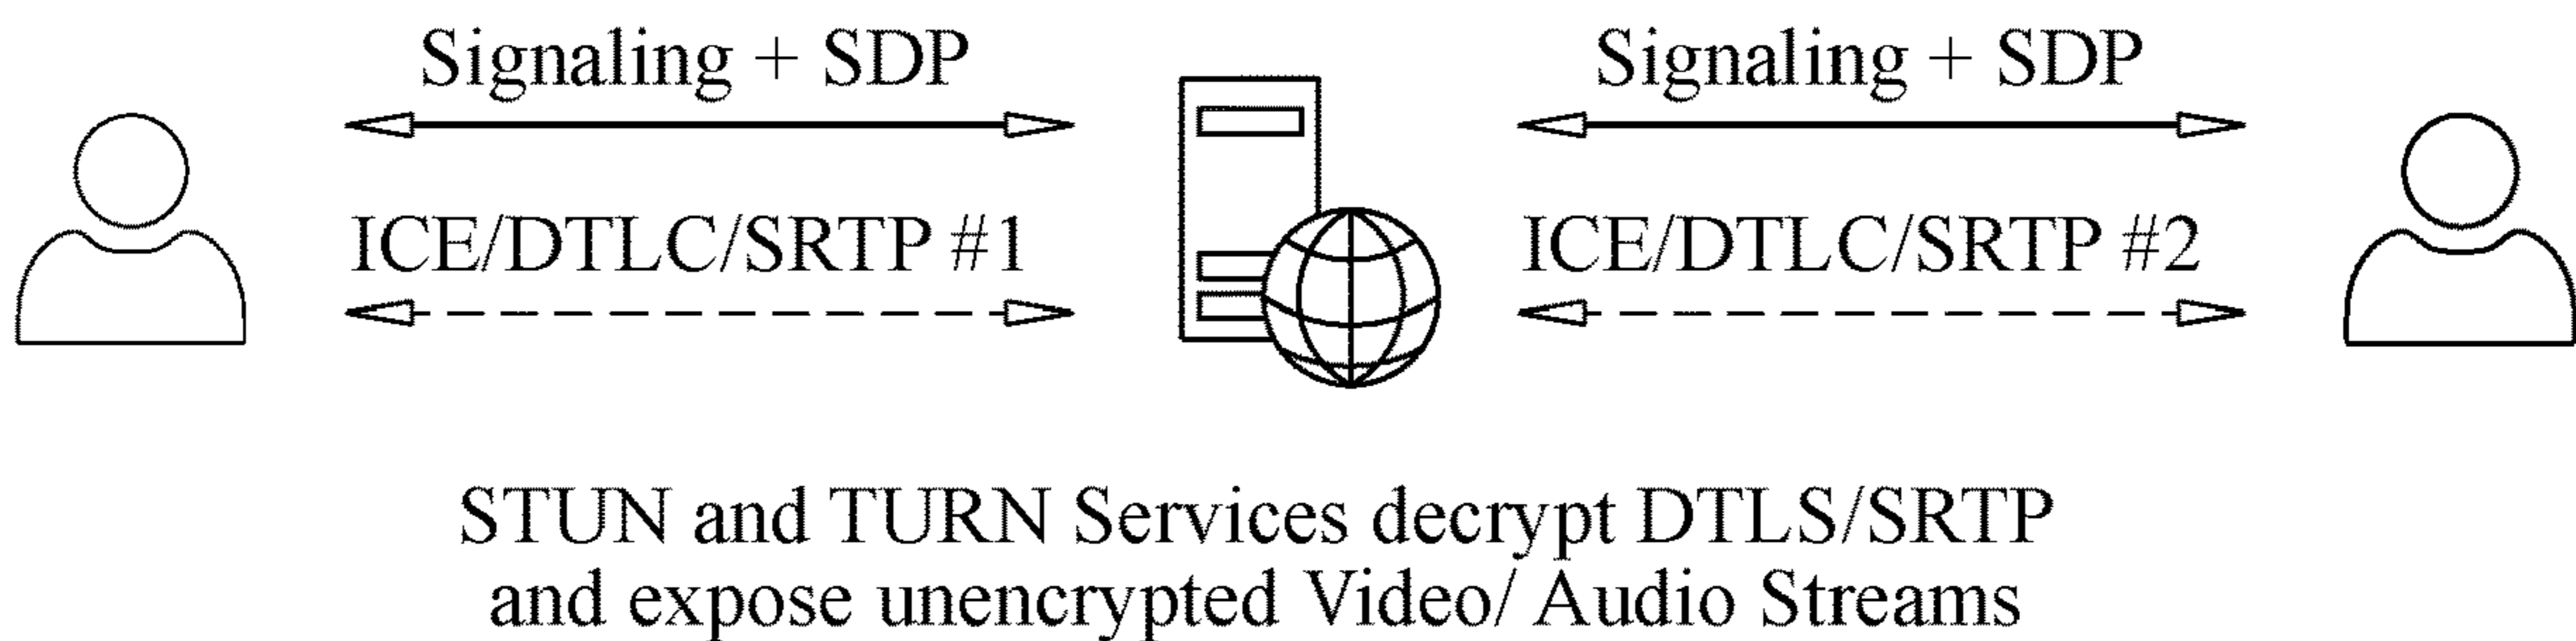 Signaling + SDP
Signaling + SDP
ICE/DTLC/SRTP #1
ICE/DTLC/SRTP #2
STUN and TURN Services decrypt DTLS/SRTP
and expose unencrypted Video/ Audio Streams